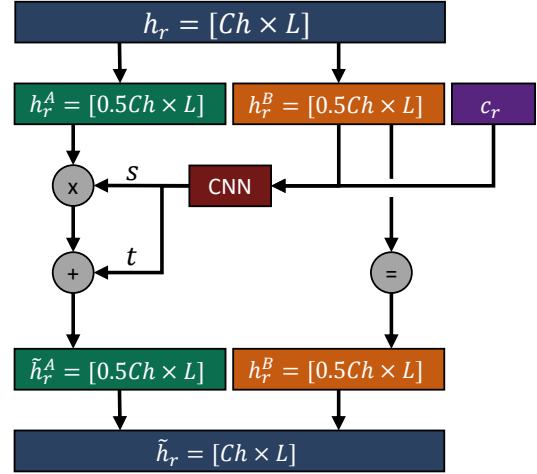 h_r = [Ch × L]
h_r^A = [0.5Ch × L] h_r^B = [0.5Ch × L] c_r
x s CNN
+ t =
h̃_r^A = [0.5Ch × L] h_r^B = [0.5Ch × L]
h̃_r = [Ch × L]